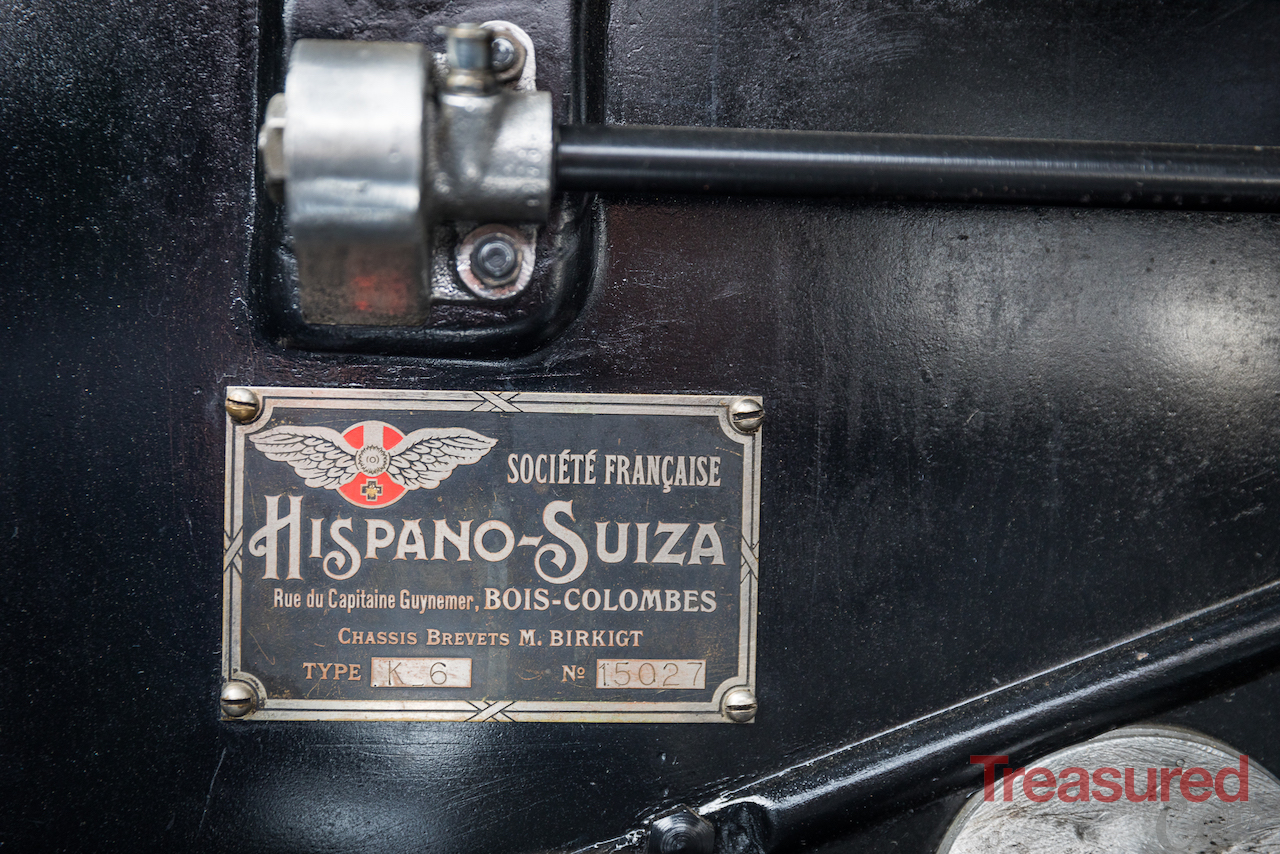 SOCIÉTÉ FRANÇAISE
HISPANO-SUIZA
Rue du Capitaine Guynemer, BOIS-COLOMBES
CHASSIS BREVETS M. BIRKIGT
TYPE K 6 Nº 15027
Treasured